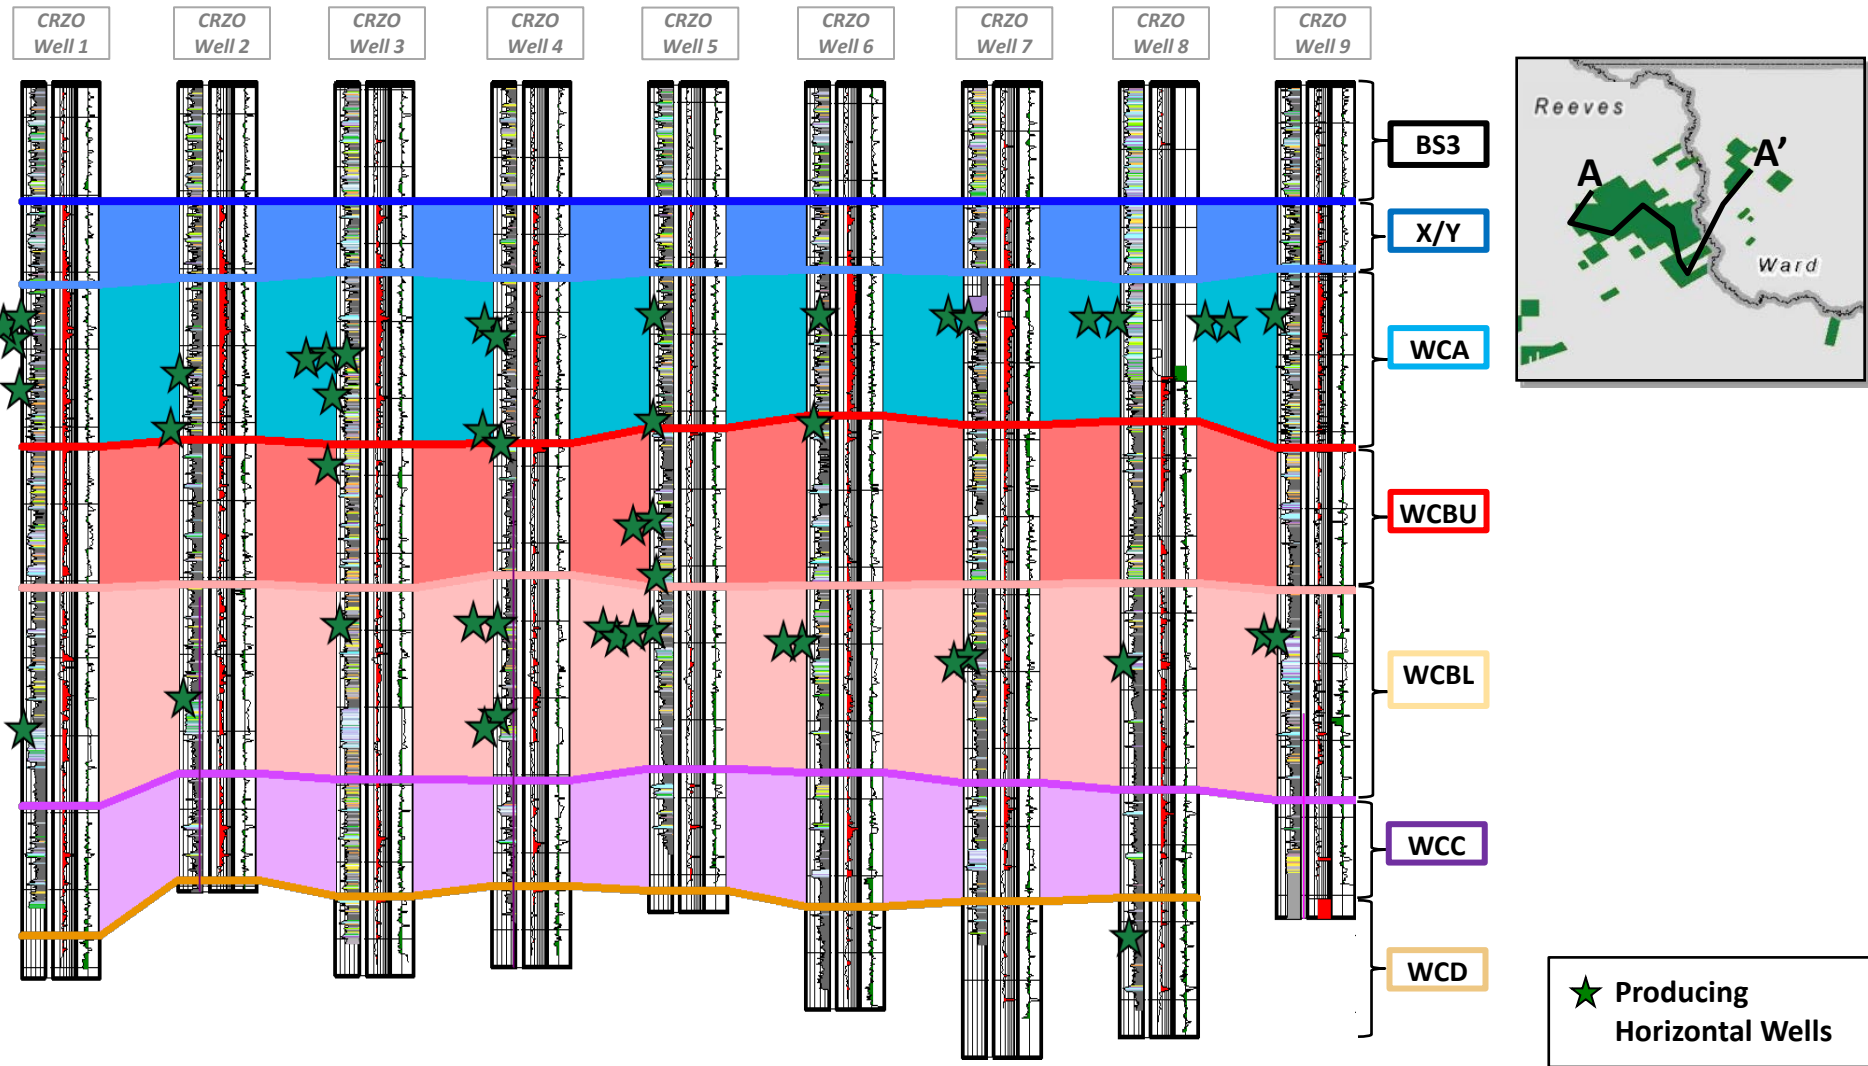 CRZO
Well 1
CRZO
Well 2
CRZO
Well 3
CRZO
Well 4
CRZO
Well 5
CRZO
Well 6
CRZO
Well 7
CRZO
Well 8
CRZO
Well 9
BS3
X/Y
WCA
WCBU
WCBL
WCC
WCD
Reeves
A
A’
Ward
Producing
Horizontal Wells